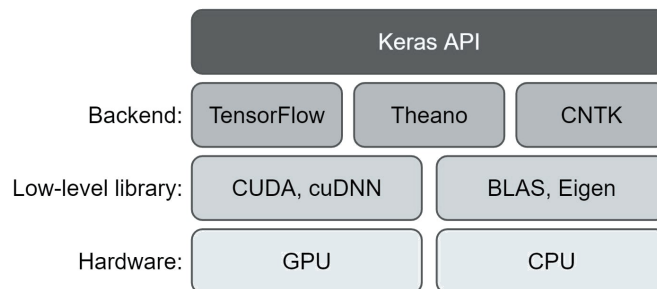 Keras API
Backend: TensorFlow Theano CNTK
Low-level library: CUDA, cuDNN BLAS, Eigen
Hardware: GPU CPU